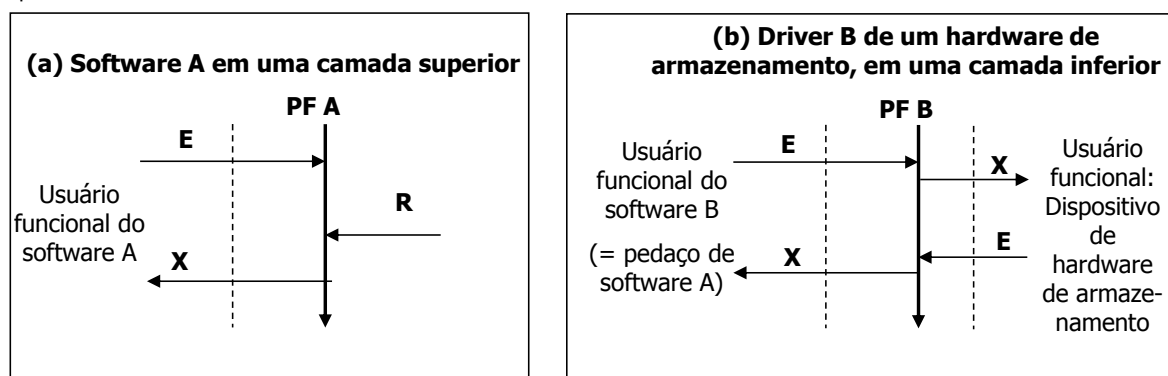 (a) Software A em uma camada superior
PF A
E
Usuário
funcional do
software A
R
X
(b) Driver B de um hardware de
armazenamento, em uma camada inferior
PF B
Usuário
funcional do
software B
(= pedaço de
software A)
E
X
X
E
Usuário
funcional:
Dispositivo
de
hardware
de armaze-
namento